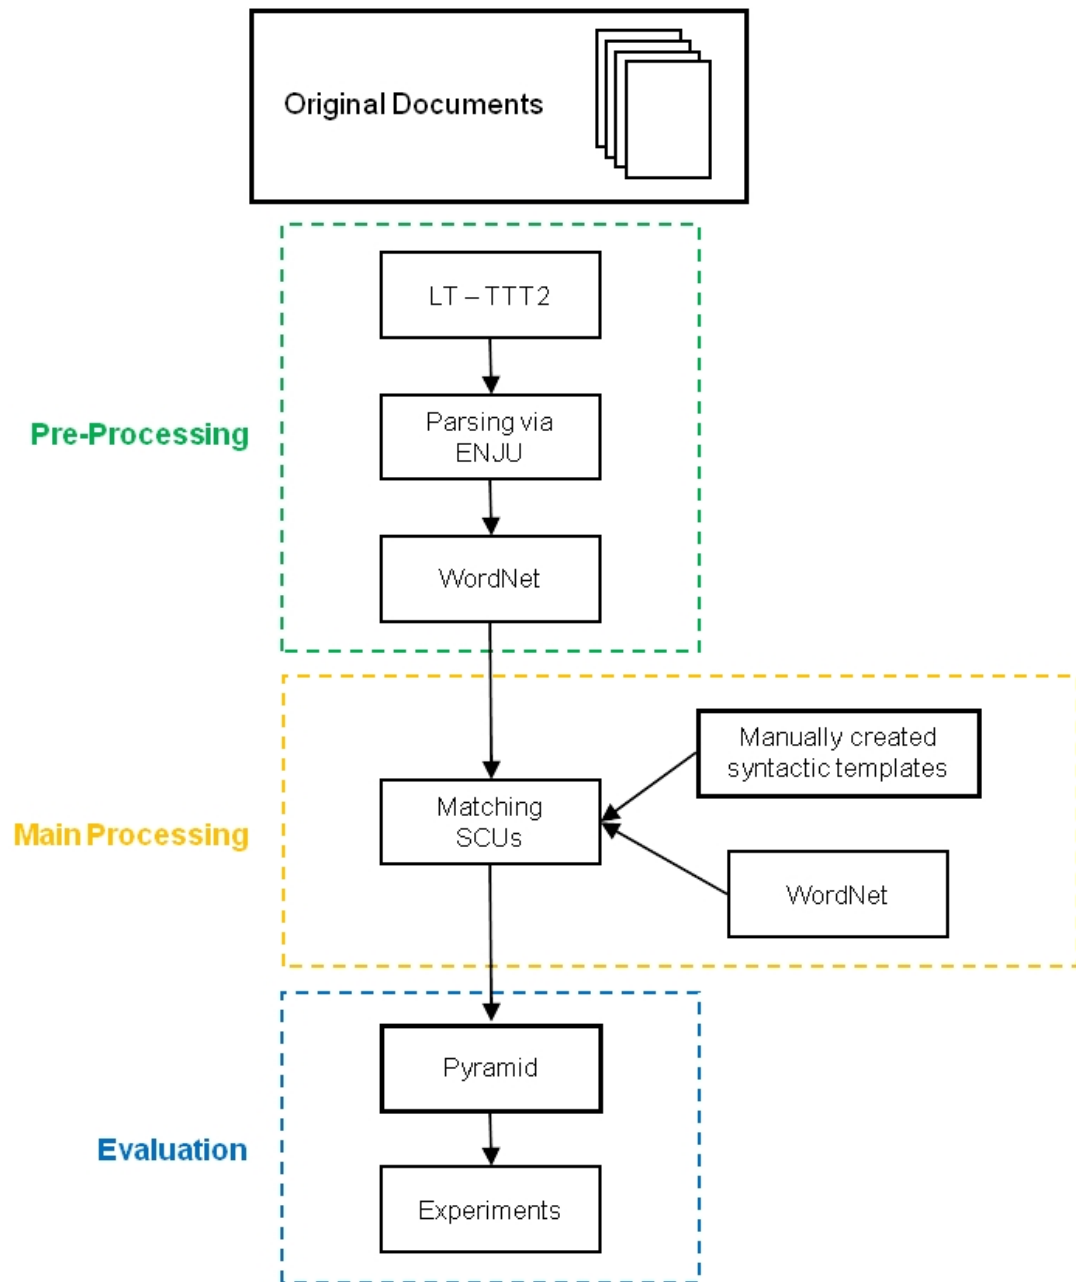 Original Documents
LT – TTT2
Pre-Processing
Parsing via
ENJU
WordNet
Manually created
syntactic templates
Main Processing
Matching
SCUs
WordNet
Pyramid
Evaluation
Experiments